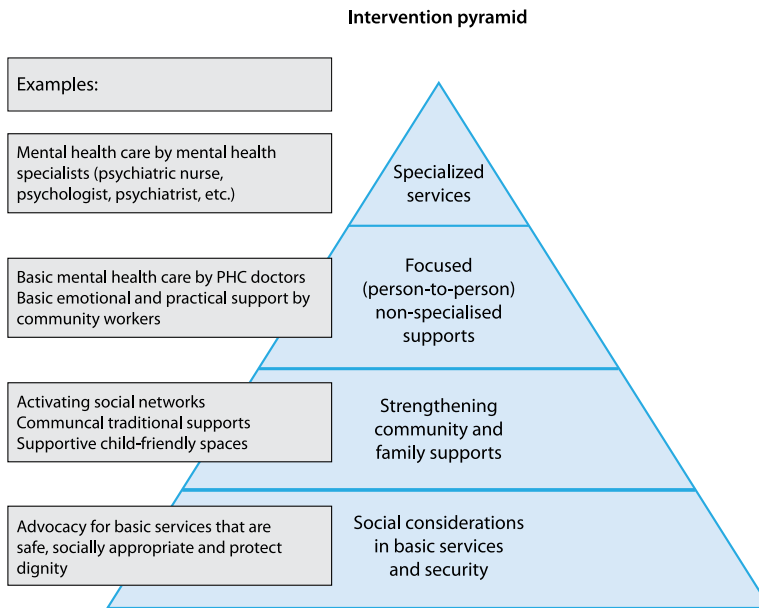 Intervention pyramid
Examples:
Mental health care by mental health
specialists (psychiatric nurse,
psychologist, psychiatrist, etc.)
Specialized
services
Basic mental health care by PHC doctors
Basic emotional and practical support by
community workers
Focused
(person-to-person)
non-specialised
supports
Activating social networks
Communcal traditional supports
Supportive child-friendly spaces
Strengthening
community and
family supports
Advocacy for basic services that are
safe, socially appropriate and protect
dignity
Social considerations
in basic services
and security